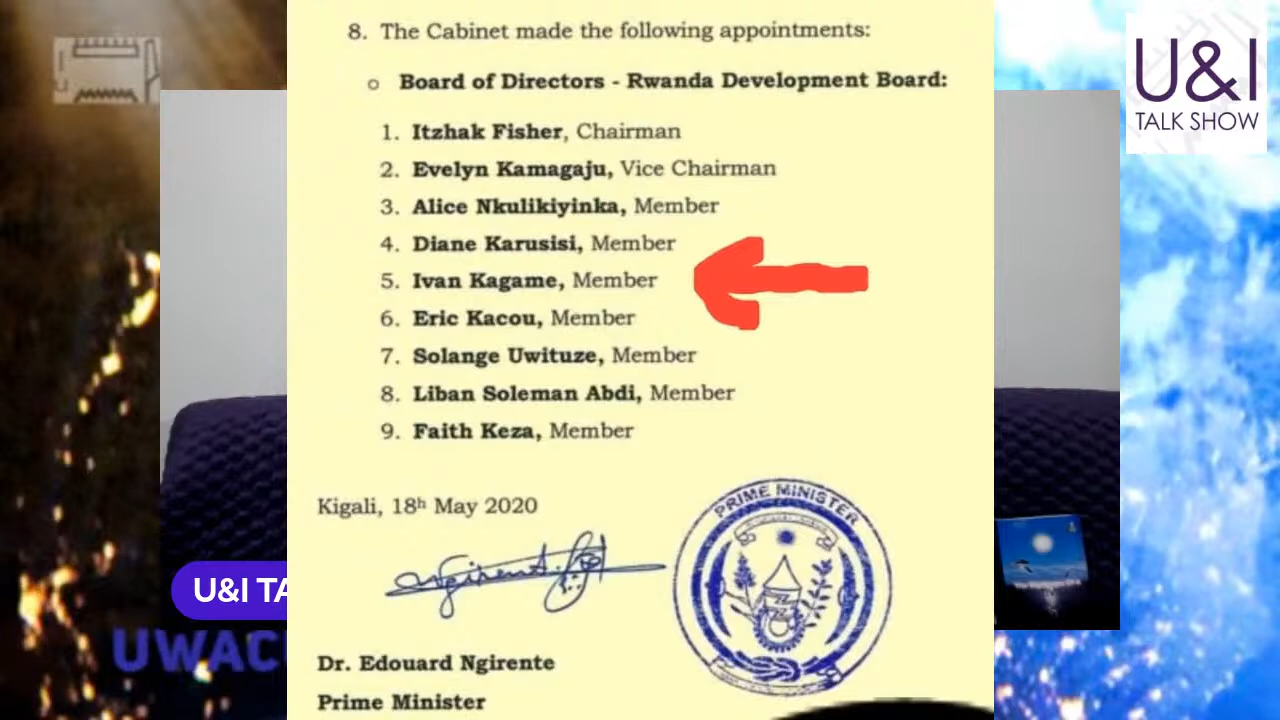 8. The Cabinet made the following appointments:
o Board of Directors - Rwanda Development Board:
1. Itzhak Fisher, Chairman
2. Evelyn Kamagaju, Vice Chairman
3. Alice Nkulikiyinka, Member
4. Diane Karusisi, Member
5. Ivan Kagame, Member
6. Eric Kacou, Member
7. Solange Uwituze, Member
8. Liban Soleman Abdi, Member
9. Faith Keza, Member
Kigali, 18h May 2020
PRIME MINISTER
Dr. Edouard Ngirente
Prime Minister
U&I
TALK SHOW
U&I TA
UWAC